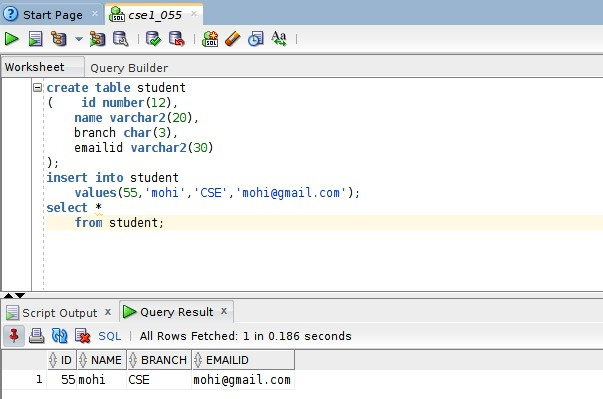 Start Page cse1_055
SQL
Aa
Worksheet Query Builder
create table student
( id number(12),
name varchar2(20),
branch char(3),
emailid varchar2(30)
);
insert into student
values(55,'mohi','CSE','mohi@gmail.com');
select *
from student;
Script Output x Query Result x
SQL | All Rows Fetched: 1 in 0.186 seconds
ID NAME BRANCH EMAILID
1 55 mohi CSE mohi@gmail.com